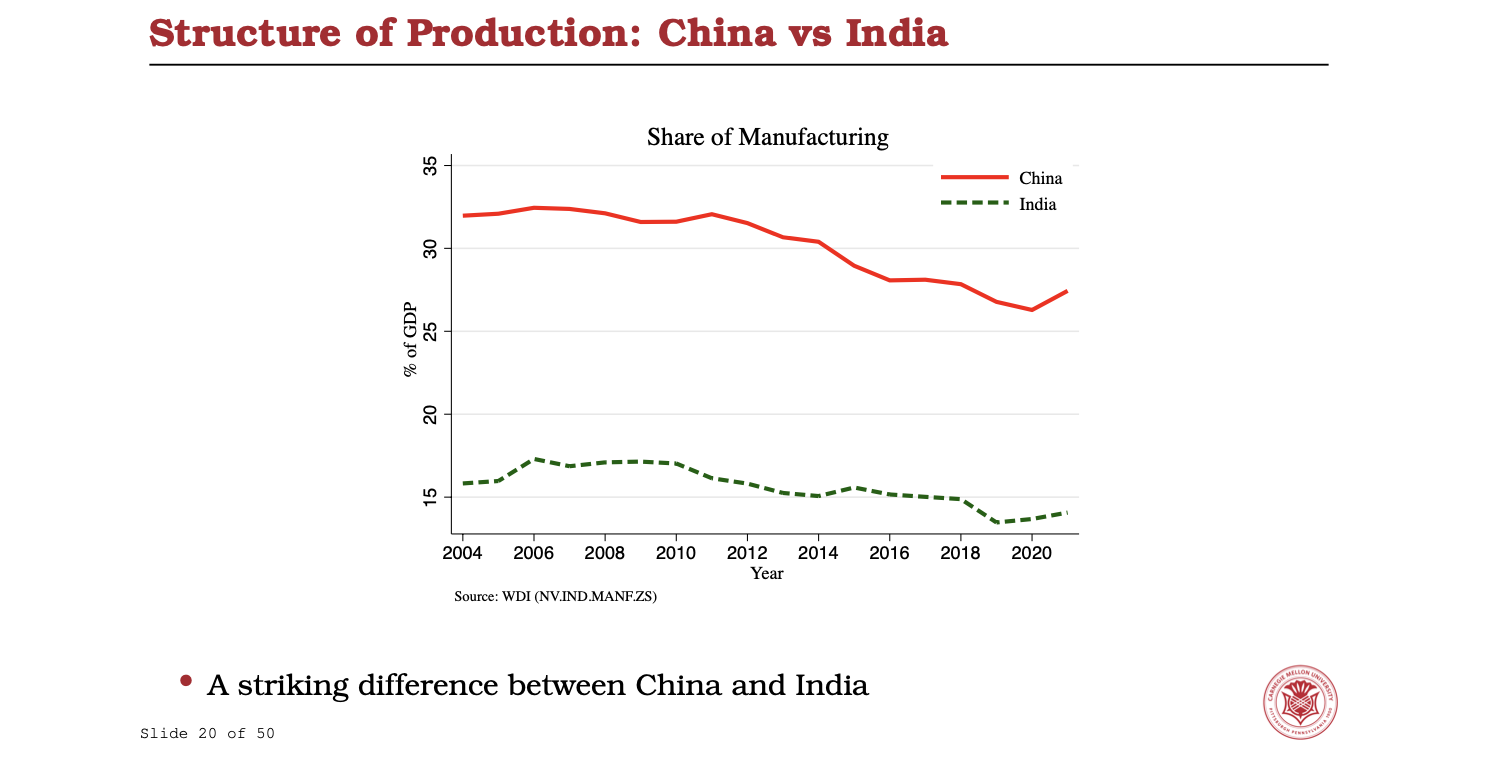 Structure of Production: China vs India
Share of Manufacturing
China
India
35
30
25
20
15
% of GDP
2004 2006 2008 2010 2012 2014 2016 2018 2020
Year
Source: WDI (NV.IND.MANF.ZS)
• A striking difference between China and India
CARNEGIE MELLON UNIVERSITY
PITTSBURGH PENNSYLVANIA 1900
Slide 20 of 50